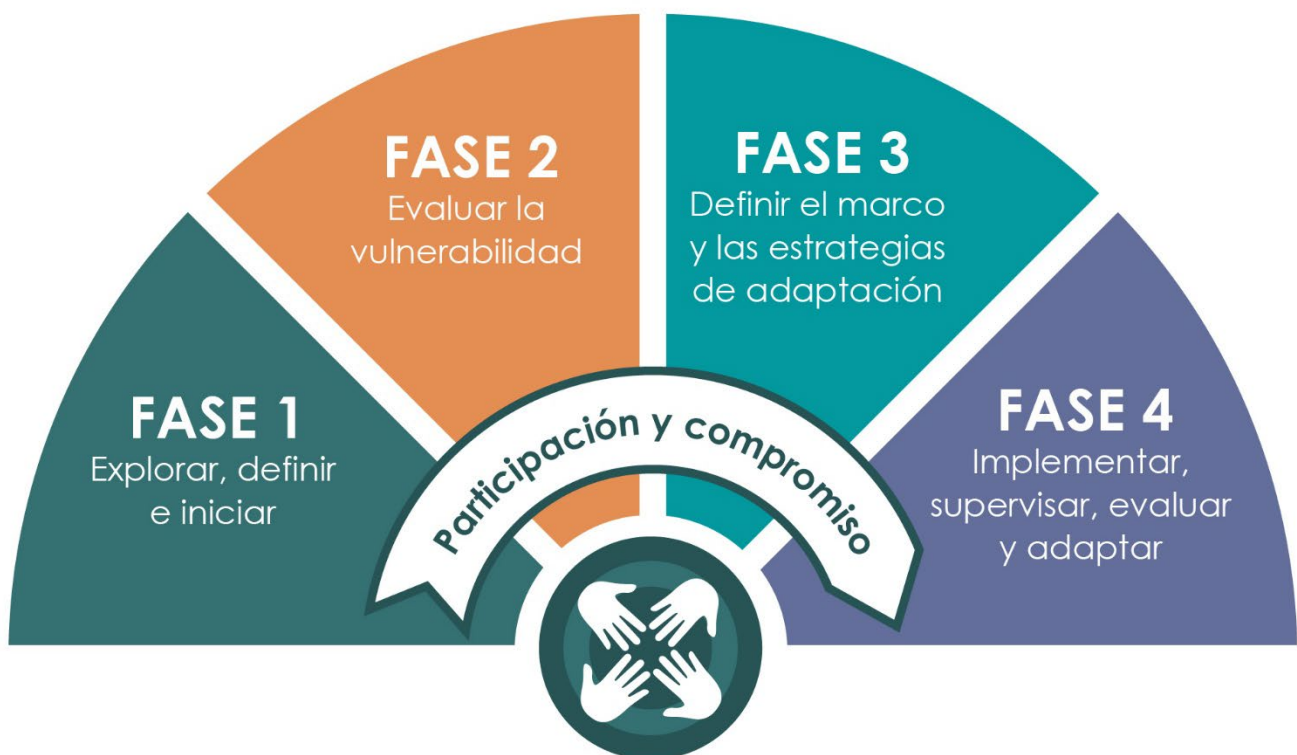 FASE 1
Explorar, definir
e iniciar
FASE 2
Evaluar la
vulnerabilidad
FASE 3
Definir el marco
y las estrategias
de adaptación
FASE 4
Implementar,
supervisar, evaluar
y adaptar
Participación y compromiso